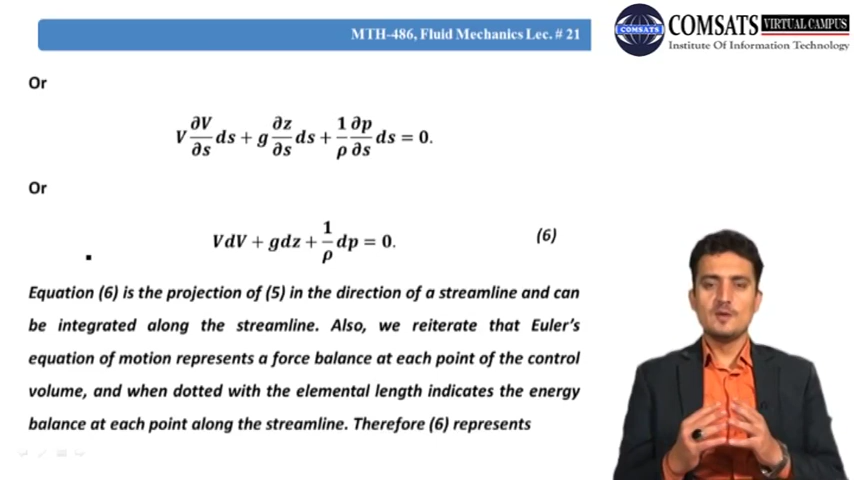 MTH-486, Fluid Mechanics Lec. # 21
COMSATS
COMSATS VIRTUAL CAMPUS
Institute Of Information Technology
Or
V ∂V/∂s ds + g ∂z/∂s ds + 1/ρ ∂p/∂s ds = 0.
Or
VdV + gdz + 1/ρ dp = 0. (6)
Equation (6) is the projection of (5) in the direction of a streamline and can
be integrated along the streamline. Also, we reiterate that Euler's
equation of motion represents a force balance at each point of the control
volume, and when dotted with the elemental length indicates the energy
balance at each point along the streamline. Therefore (6) represents